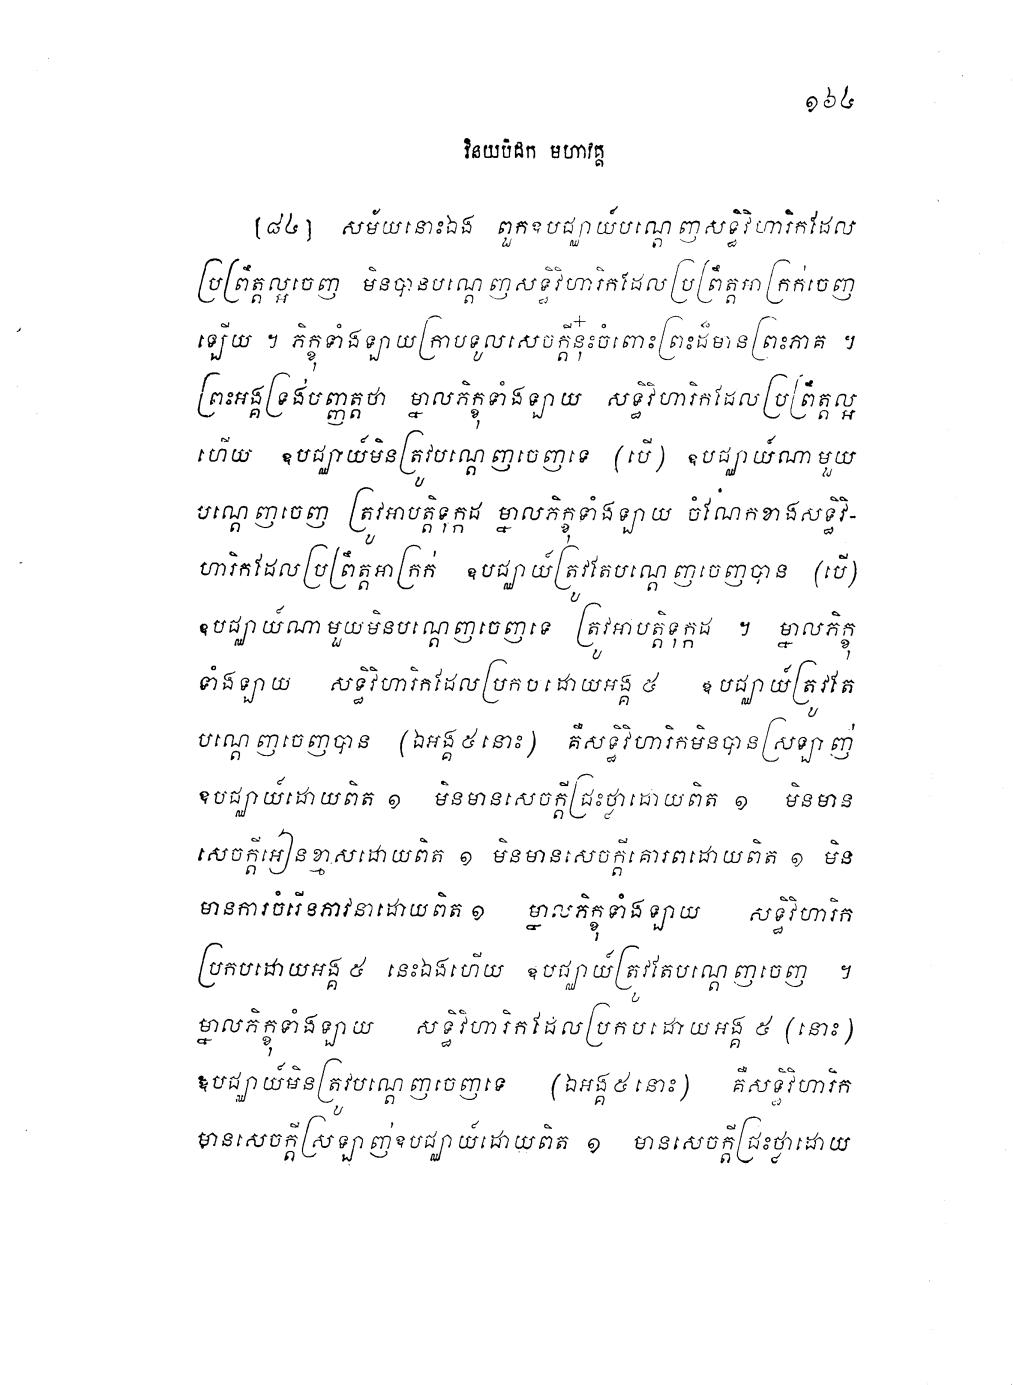 ១៦៤
វិនយបិដក មហាវគ្គ
[៨៤] សម័យនោះឯង ពួកឧបជ្ឈាយ៍បណ្តេញសទ្ធិវិហារិកដែល
ប្រព្រឹត្តល្អចេញ មិនបានបណ្តេញសទ្ធិវិហារិកដែលប្រព្រឹត្តអាក្រក់ចេញ
ឡើយ ។ ភិក្ខុទាំងឡាយក្រាបទូលសេចក្តីនុ៎ះចំពោះព្រះដ៏មានព្រះភាគ ។
ព្រះអង្គទ្រង់បញ្ញត្តថា ម្នាលភិក្ខុទាំងឡាយ សទ្ធិវិហារិកដែលប្រព្រឹត្តល្អ
ហើយ ឧបជ្ឈាយ៍មិនត្រូវបណ្តេញចេញទេ (បើ) ឧបជ្ឈាយ៍ណាមួយ
បណ្តេញចេញ ត្រូវអាបត្តិទុក្កដ ម្នាលភិក្ខុទាំងឡាយ ចំណែកខាងសទ្ធិវិ-
ហារិកដែលប្រព្រឹត្តអាក្រក់ ឧបជ្ឈាយ៍ត្រូវតែបណ្តេញចេញបាន (បើ)
ឧបជ្ឈាយ៍ណាមួយមិនបណ្តេញចេញទេ ត្រូវអាបត្តិទុក្កដ ។ ម្នាលភិក្ខុ
ទាំងឡាយ សទ្ធិវិហារិកដែលប្រកបដោយអង្គ ៥ ឧបជ្ឈាយ៍ត្រូវតែ
បណ្តេញចេញបាន (ឯអង្គ៥នោះ) គឺសទ្ធិវិហារិកមិនបានស្រឡាញ់
ឧបជ្ឈាយ៍ដោយពិត ១ មិនមានសេចក្តីជ្រះថ្លាដោយពិត ១ មិនមាន
សេចក្តីអៀនខ្មាសដោយពិត ១ មិនមានសេចក្តីគោរពដោយពិត ១ មិន
មានការចំរើនភាវនាដោយពិត ១ ម្នាលភិក្ខុទាំងឡាយ សទ្ធិវិហារិក
ប្រកបដោយអង្គ ៥ នេះឯងហើយ ឧបជ្ឈាយ៍ត្រូវតែបណ្តេញចេញ ។
ម្នាលភិក្ខុទាំងឡាយ សទ្ធិវិហារិកដែលប្រកបដោយអង្គ ៥ (នោះ)
ឧបជ្ឈាយ៍មិនត្រូវបណ្តេញចេញទេ (ឯអង្គ៥នោះ) គឺសទ្ធិវិហារិក
មានសេចក្តីស្រឡាញ់ឧបជ្ឈាយ៍ដោយពិត ១ មានសេចក្តីជ្រះថ្លាដោយ